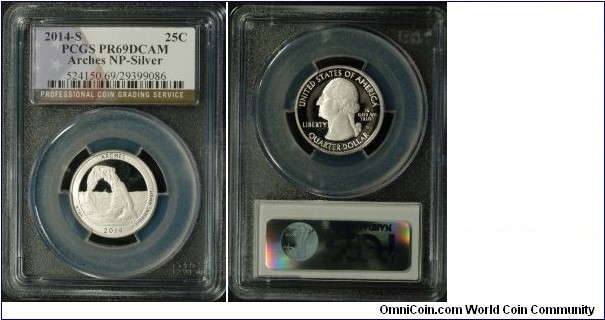 2014-S 25C
PCGS PR69DCAM
Arches NP-Silver
524150.69/29399086
PROFESSIONAL COIN GRADING SERVICE
ARCHES
2014
UNITED STATES OF AMERICA
LIBERTY
IN
GOD WE
TRUST
QUARTER DOLLAR
OmniCoin.com World Coin Community